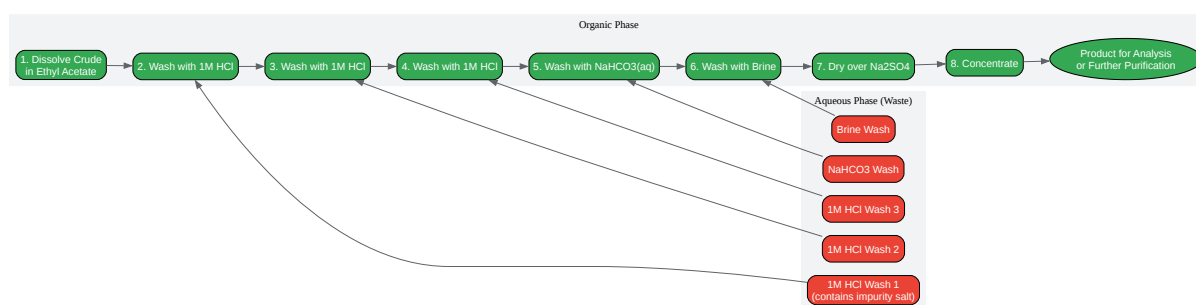 Organic Phase
1. Dissolve Crude
in Ethyl Acetate
2. Wash with 1M HCl
3. Wash with 1M HCl
4. Wash with 1M HCl
5. Wash with NaHCO3(aq)
6. Wash with Brine
7. Dry over Na2SO4
8. Concentrate
Product for Analysis
or Further Purification
Aqueous Phase (Waste)
Brine Wash
NaHCO3 Wash
1M HCl Wash 3
1M HCl Wash 2
1M HCl Wash 1
(contains impurity salt)